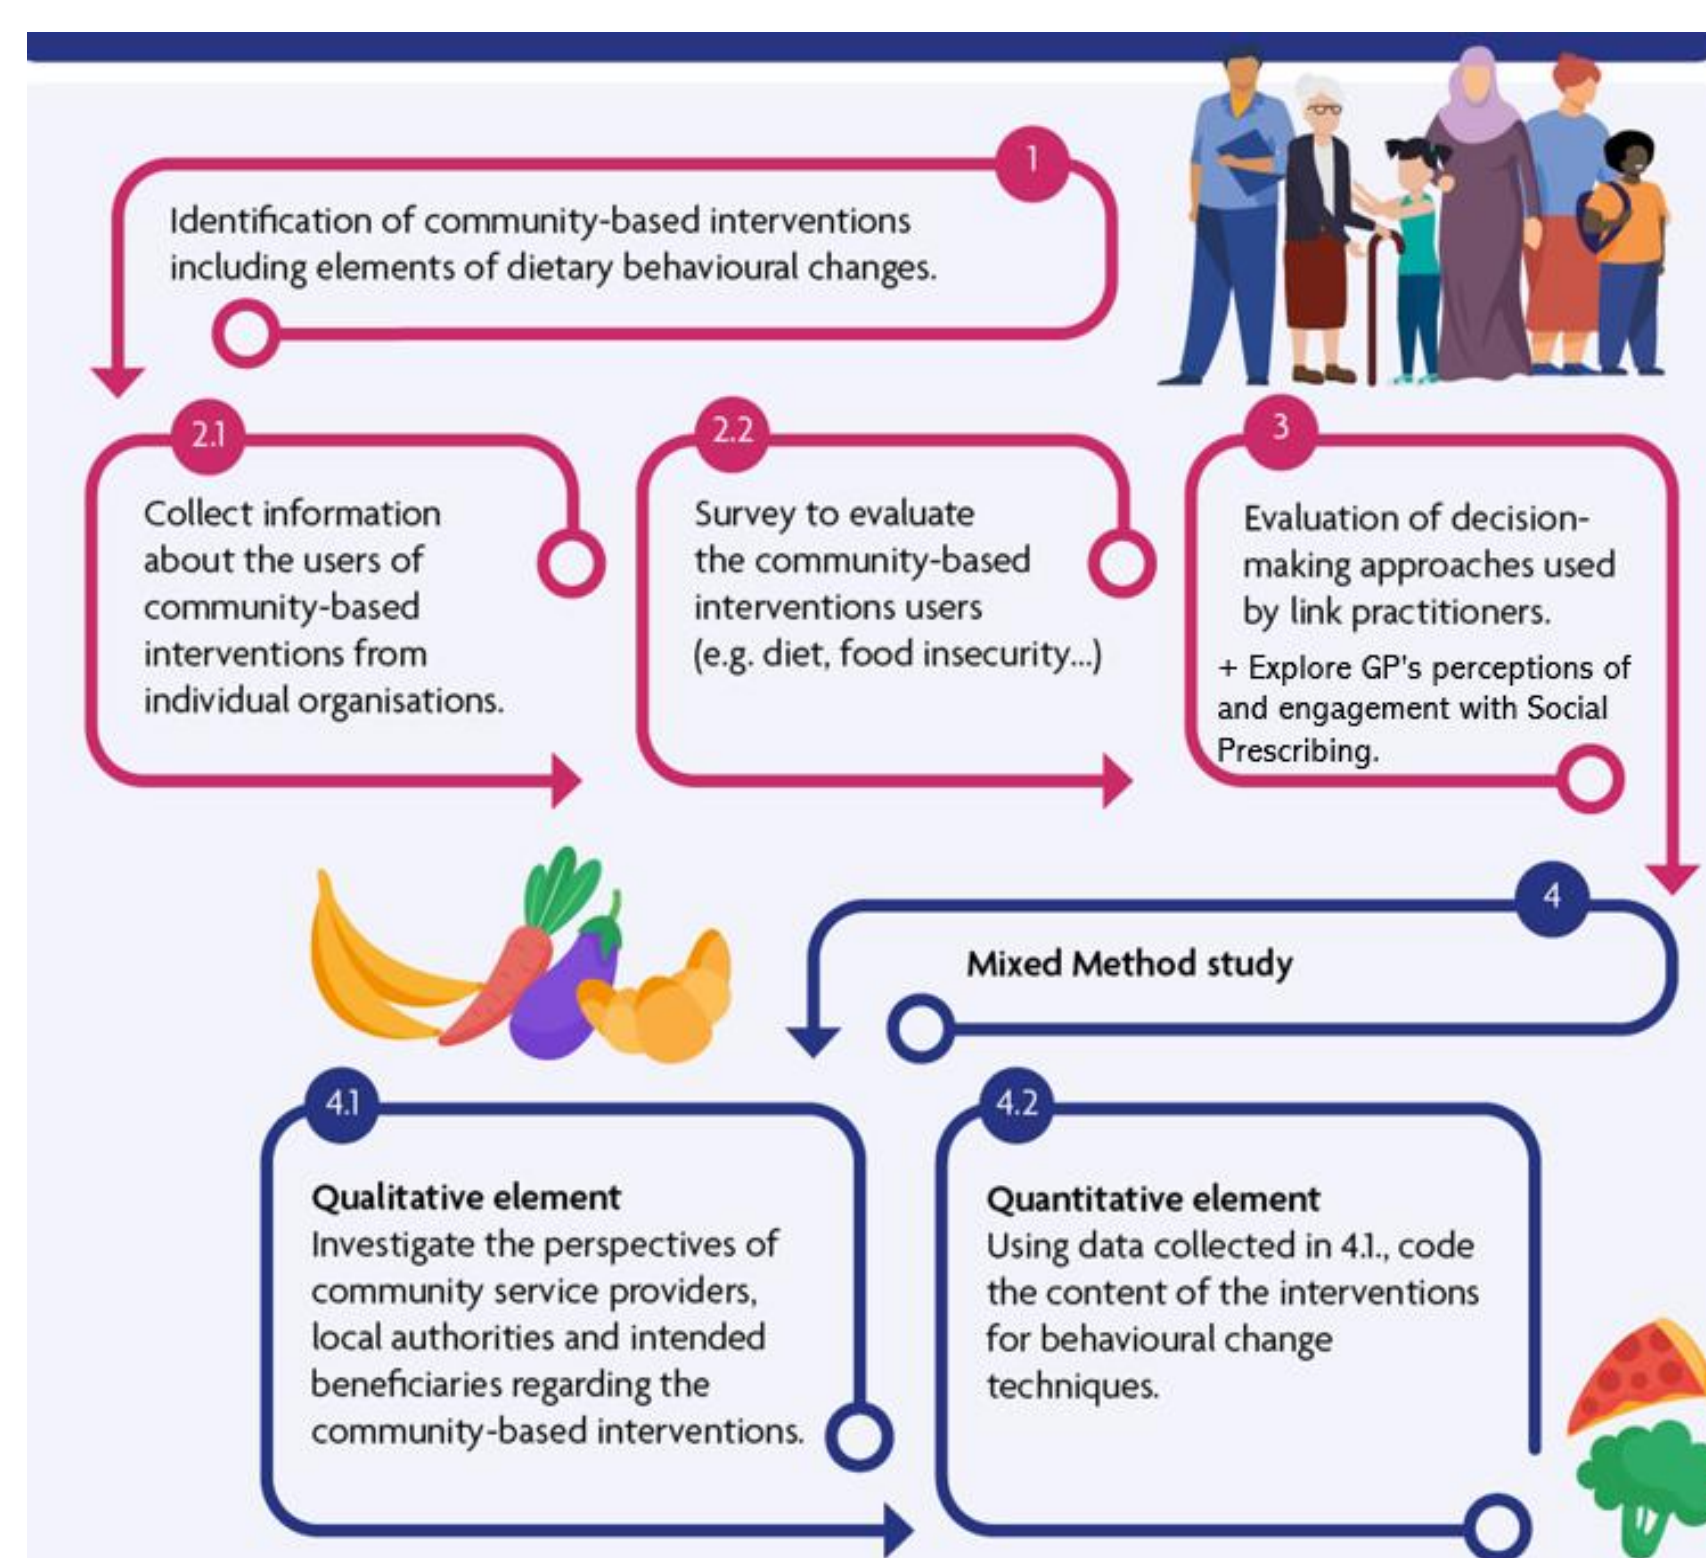 1
Identification of community-based interventions
including elements of dietary behavioural changes.
2.1
Collect information
about the users of
community-based
interventions from
individual organisations.
2.2
Survey to evaluate
the community-based
interventions users
(e.g. diet, food insecurity...)
3
Evaluation of decision-
making approaches used
by link practitioners.
+ Explore GP's perceptions of
and engagement with Social
Prescribing.
4
Mixed Method study
4.1
Qualitative element
Investigate the perspectives of
community service providers,
local authorities and intended
beneficiaries regarding the
community-based interventions.
4.2
Quantitative element
Using data collected in 4.1., code
the content of the interventions
for behavioural change
techniques.